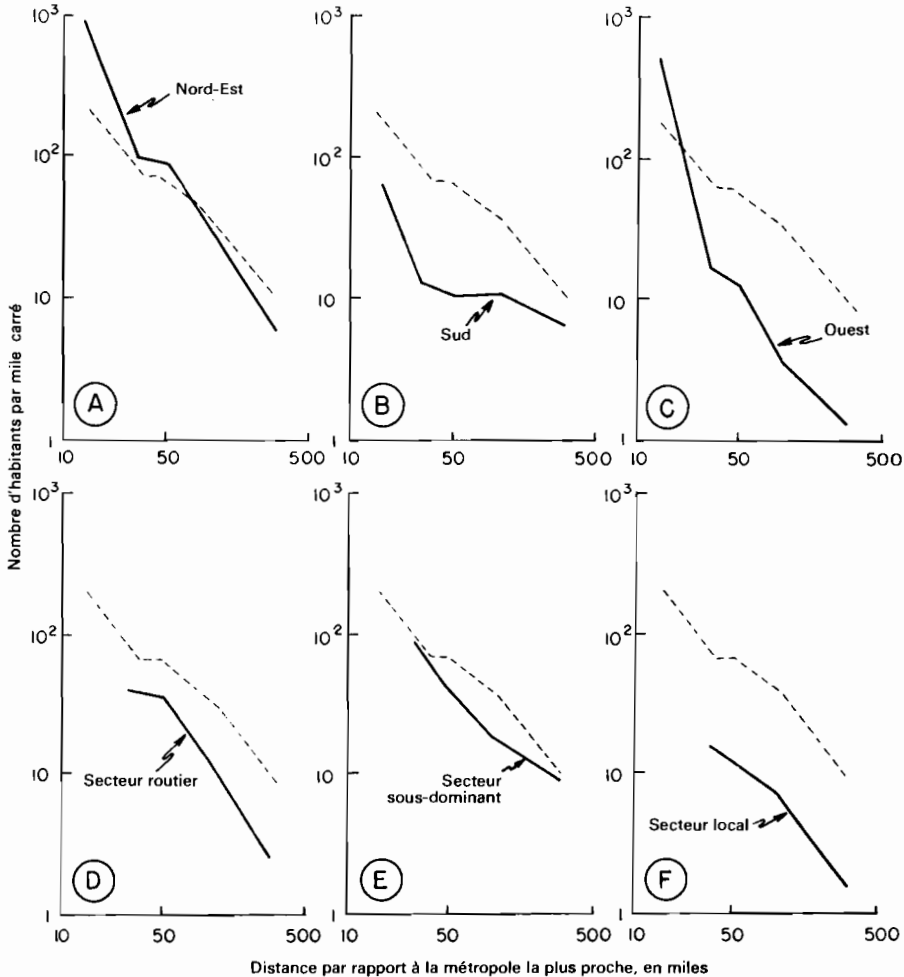 Nombre d'habitants par mile carré
10³
10²
10
1
10
50
500
Nord-Est
A
10³
10²
10
1
10
50
500
Sud
B
10³
10²
10
1
10
50
500
Ouest
C
10³
10²
10
1
10
50
500
Secteur routier
D
10³
10²
10
1
10
50
500
Secteur
sous-dominant
E
10³
10²
10
1
10
50
500
Secteur local
F
Distance par rapport à la métropole la plus proche, en miles